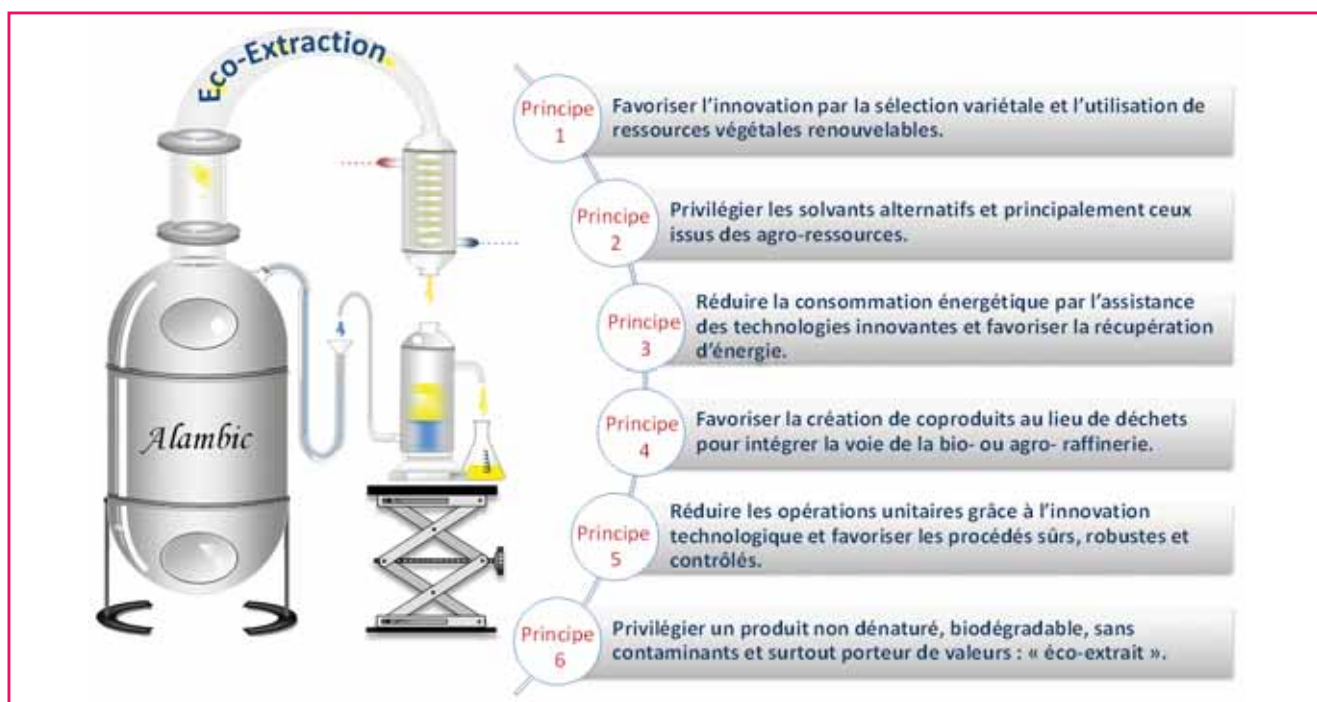 Eco-Extraction
Alambic
Principe
1
Favoriser l’innovation par la sélection variétale et l’utilisation de
ressources végétales renouvelables.
Principe
2
Privilégier les solvants alternatifs et principalement ceux
issus des agro-ressources.
Principe
3
Réduire la consommation énergétique par l’assistance
des technologies innovantes et favoriser la récupération
d’énergie.
Principe
4
Favoriser la création de coproduits au lieu de déchets
pour intégrer la voie de la bio- ou agro- raffinerie.
Principe
5
Réduire les opérations unitaires grâce à l’innovation
technologique et favoriser les procédés sûrs, robustes et
contrôlés.
Principe
6
Privilégier un produit non dénaturé, biodégradable, sans
contaminants et surtout porteur de valeurs : « éco-extrait ».